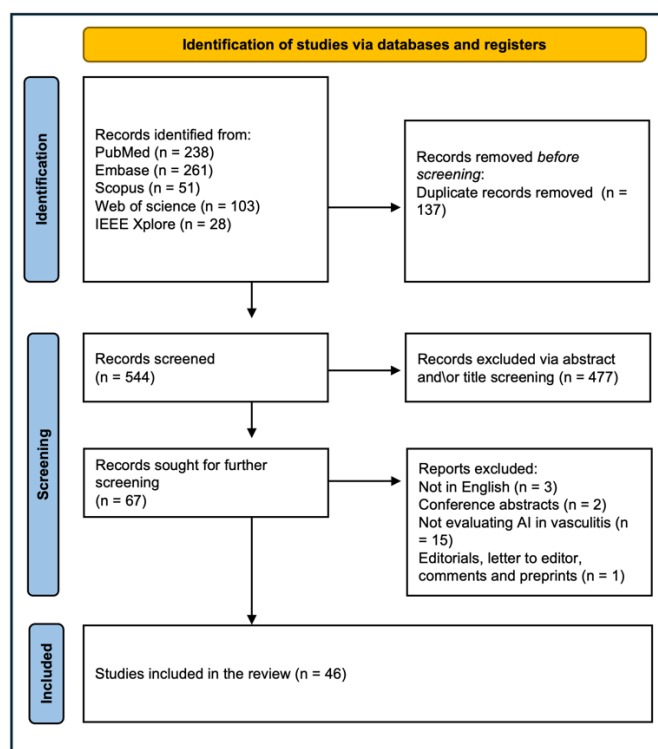 Identification of studies via databases and registers
Identification
Records identified from:
PubMed (n = 238)
Embase (n = 261)
Scopus (n = 51)
Web of science (n = 103)
IEEE Xplore (n = 28)
Records removed before
screening:
Duplicate records removed (n =
137)
Screening
Records screened
(n = 544)
Records excluded via abstract
and\or title screening (n = 477)
Records sought for further
screening
(n = 67)
Reports excluded:
Not in English (n = 3)
Conference abstracts (n = 2)
Not evaluating AI in vasculitis (n
= 15)
Editorials, letter to editor,
comments and preprints (n = 1)
Included
Studies included in the review (n = 46)